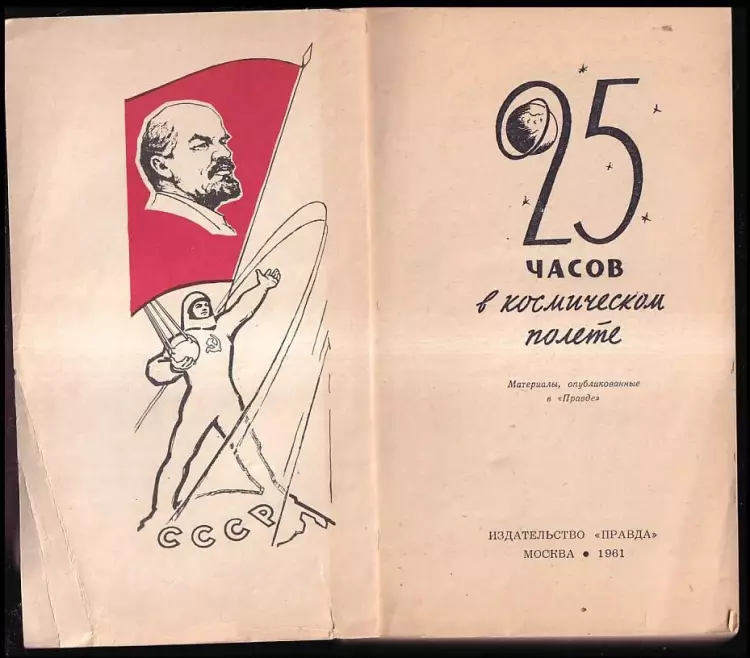 СССР
25
ЧАСОВ
в космическом
полете
Материалы, опубликованные
в «Правде»
ИЗДАТЕЛЬСТВО «ПРАВДА»
МОСКВА ● 1961